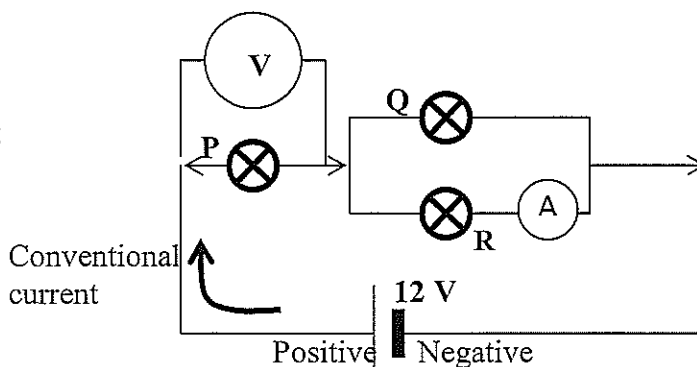 V
Q
P
A
R
Conventional
current
12 V
Positive Negative